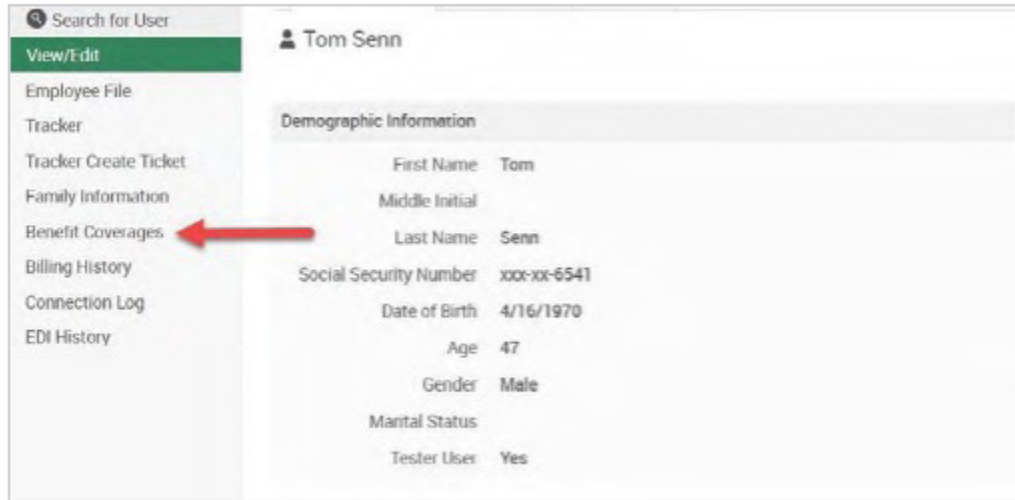 Search for User
View/Edit
Employee File
Tracker
Tracker Create Ticket
Family Information
Benefit Coverages
Billing History
Connection Log
EDI History
Tom Senn
Demographic Information
First Name Tom
Middle Initial
Last Name Senn
Social Security Number xxx-xx-6541
Date of Birth 4/16/1970
Age 47
Gender Male
Marital Status
Tester User Yes